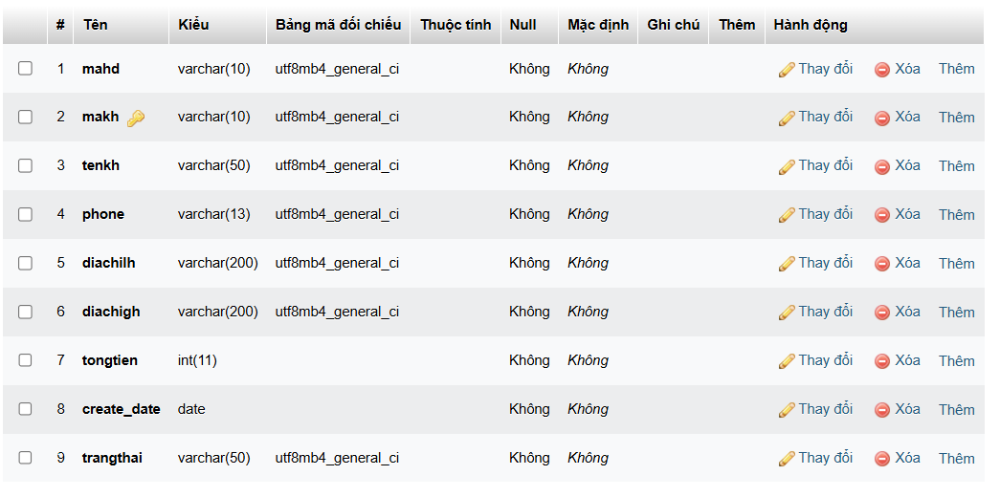 # Tên Kiểu Bảng mã đối chiếu Thuộc tính Null Mặc định Ghi chú Thêm Hành động
1 mahd varchar(10) utf8mb4_general_ci Không Không Thay đổi Xóa Thêm
2 makh varchar(10) utf8mb4_general_ci Không Không Thay đổi Xóa Thêm
3 tenkh varchar(50) utf8mb4_general_ci Không Không Thay đổi Xóa Thêm
4 phone varchar(13) utf8mb4_general_ci Không Không Thay đổi Xóa Thêm
5 diachilh varchar(200) utf8mb4_general_ci Không Không Thay đổi Xóa Thêm
6 diachigh varchar(200) utf8mb4_general_ci Không Không Thay đổi Xóa Thêm
7 tongtien int(11) Không Không Thay đổi Xóa Thêm
8 create_date date Không Không Thay đổi Xóa Thêm
9 trangthai varchar(50) utf8mb4_general_ci Không Không Thay đổi Xóa Thêm